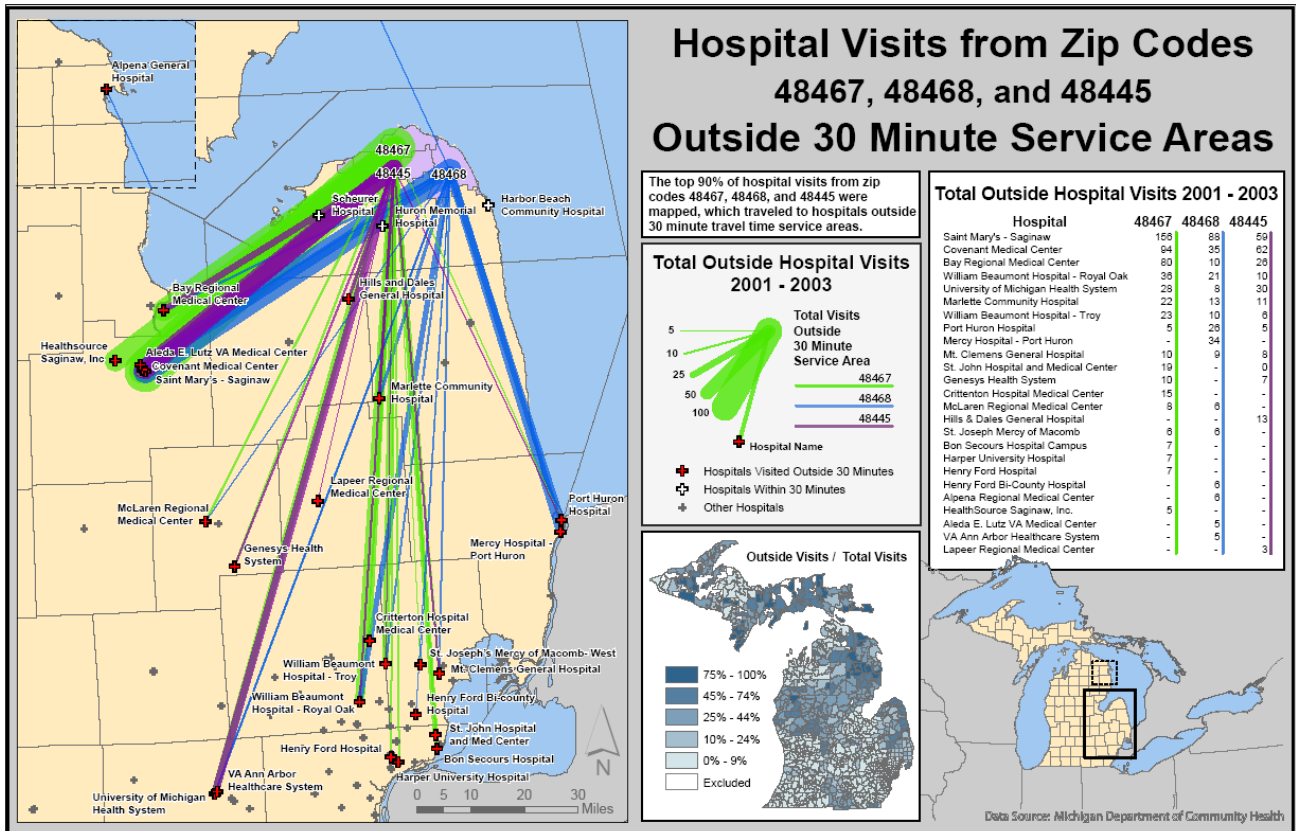 Hospital Visits from Zip Codes
48467, 48468, and 48445
Outside 30 Minute Service Areas
Alpena General
Hospital
48467
48445
48468
Scheurer
Hospital
Huron Memorial
Hospital
Harbor Beach
Community Hospital
Bay Regional
Medical Center
Hills and Dales
General Hospital
Healthsource
Saginaw, Inc
Aleda E. Lutz VA Medical Center
Covenant Medical Center
Saint Mary's - Saginaw
Marlette Community
Hospital
Lapeer Regional
Medical Center
McLaren Regional
Medical Center
Port Huron
Hospital
Mercy Hospital -
Port Huron
Genesys Health
System
Critterton Hospital
Medical Center
William Beaumont
Hospital - Troy
St. Joseph's Mercy of Macomb- West
Mt. Clemens General Hospital
William Beaumont
Hospital - Royal Oak
Henry Ford Bi-county
Hospital
St. John Hospital
and Med Center
Henry Ford Hospital
Bon Secours Hospital
Harper University Hospital
VA Ann Arbor
Healthcare System
University of Michigan
Health System
N
0 5 10 20 30
Miles
The top 90% of hospital visits from zip
codes 48467, 48468, and 48445 were
mapped, which traveled to hospitals outside
30 minute travel time service areas.
Total Outside Hospital Visits
2001 - 2003
5
10
25
50
100
Total Visits
Outside
30 Minute
Service Area
48467
48468
48445
Hospital Name
Hospitals Visited Outside 30 Minutes
Hospitals Within 30 Minutes
Other Hospitals
Outside Visits / Total Visits
75% - 100%
45% - 74%
25% - 44%
10% - 24%
0% - 9%
Excluded
Total Outside Hospital Visits 2001 - 2003
Hospital 48467 48468 48445
Saint Mary's - Saginaw 156 88 59
Covenant Medical Center 94 35 62
Bay Regional Medical Center 80 10 26
William Beaumont Hospital - Royal Oak 36 21 10
University of Michigan Health System 28 8 30
Marlette Community Hospital 22 13 11
William Beaumont Hospital - Troy 23 10 6
Port Huron Hospital 5 26 5
Mercy Hospital - Port Huron - 34 -
Mt. Clemens General Hospital 10 9 8
St. John Hospital and Medical Center 19 - 0
Genesys Health System 10 - 7
Crittenton Hospital Medical Center 15 - -
McLaren Regional Medical Center 8 6 -
Hills & Dales General Hospital - - 13
St. Joseph Mercy of Macomb 6 6 -
Bon Secours Hospital Campus 7 - -
Harper University Hospital 7 - -
Henry Ford Hospital 7 - -
Henry Ford Bi-County Hospital - 6 -
Alpena Regional Medical Center - 6 -
HealthSource Saginaw, Inc. 5 - -
Aleda E. Lutz VA Medical Center - 5 -
VA Ann Arbor Healthcare System - 5 -
Lapeer Regional Medical Center - - 3
Data Source: Michigan Department of Community Health